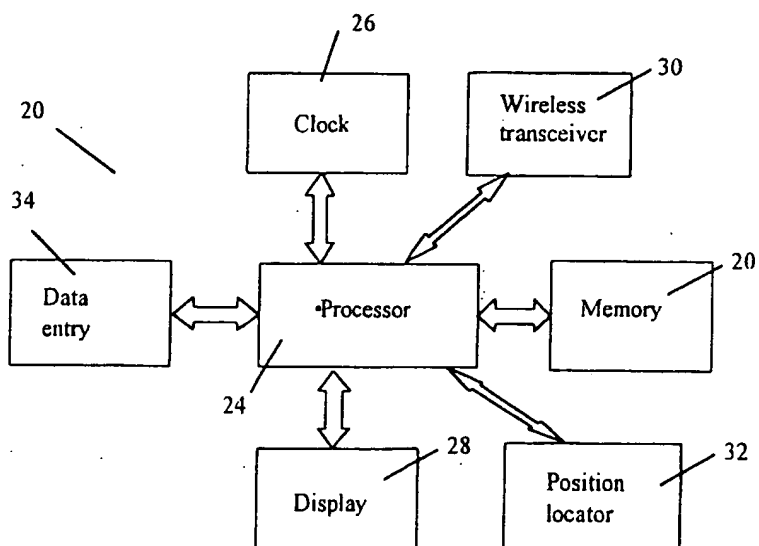 26
30
Clock
Wireless
transceiver
20
34
Data
entry
Processor
Memory
20
24
28
Display
32
Position
locator